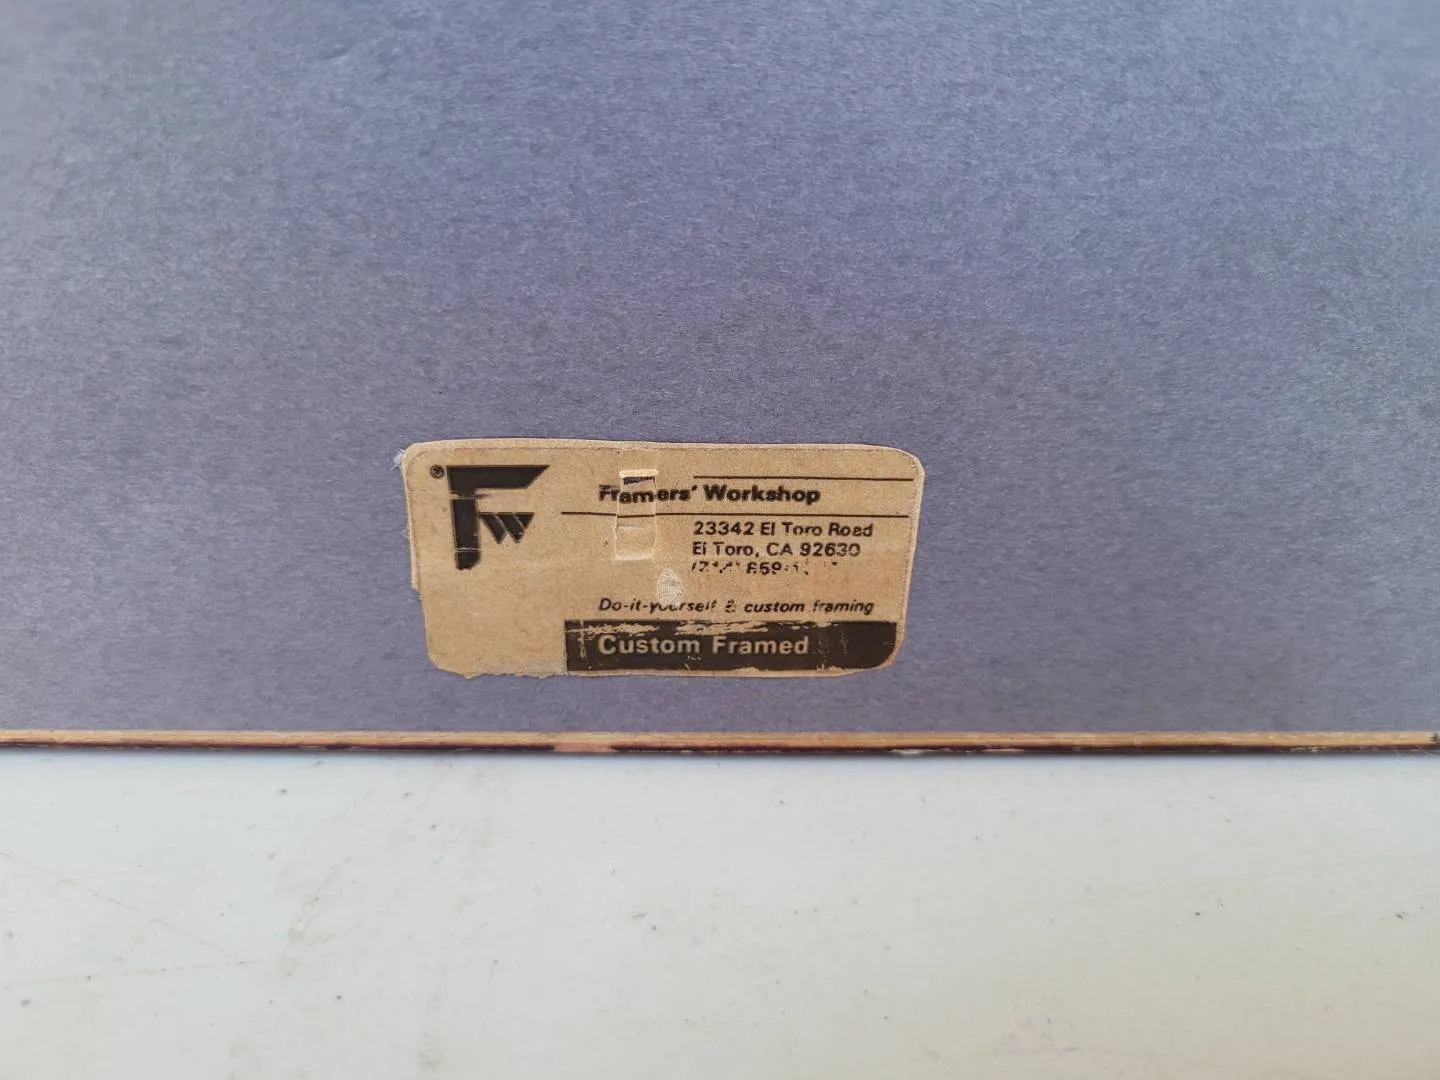 FW
Framers' Workshop
23342 El Toro Road
El Toro, CA 92630
Do-it-yourself & custom framing
Custom Framed